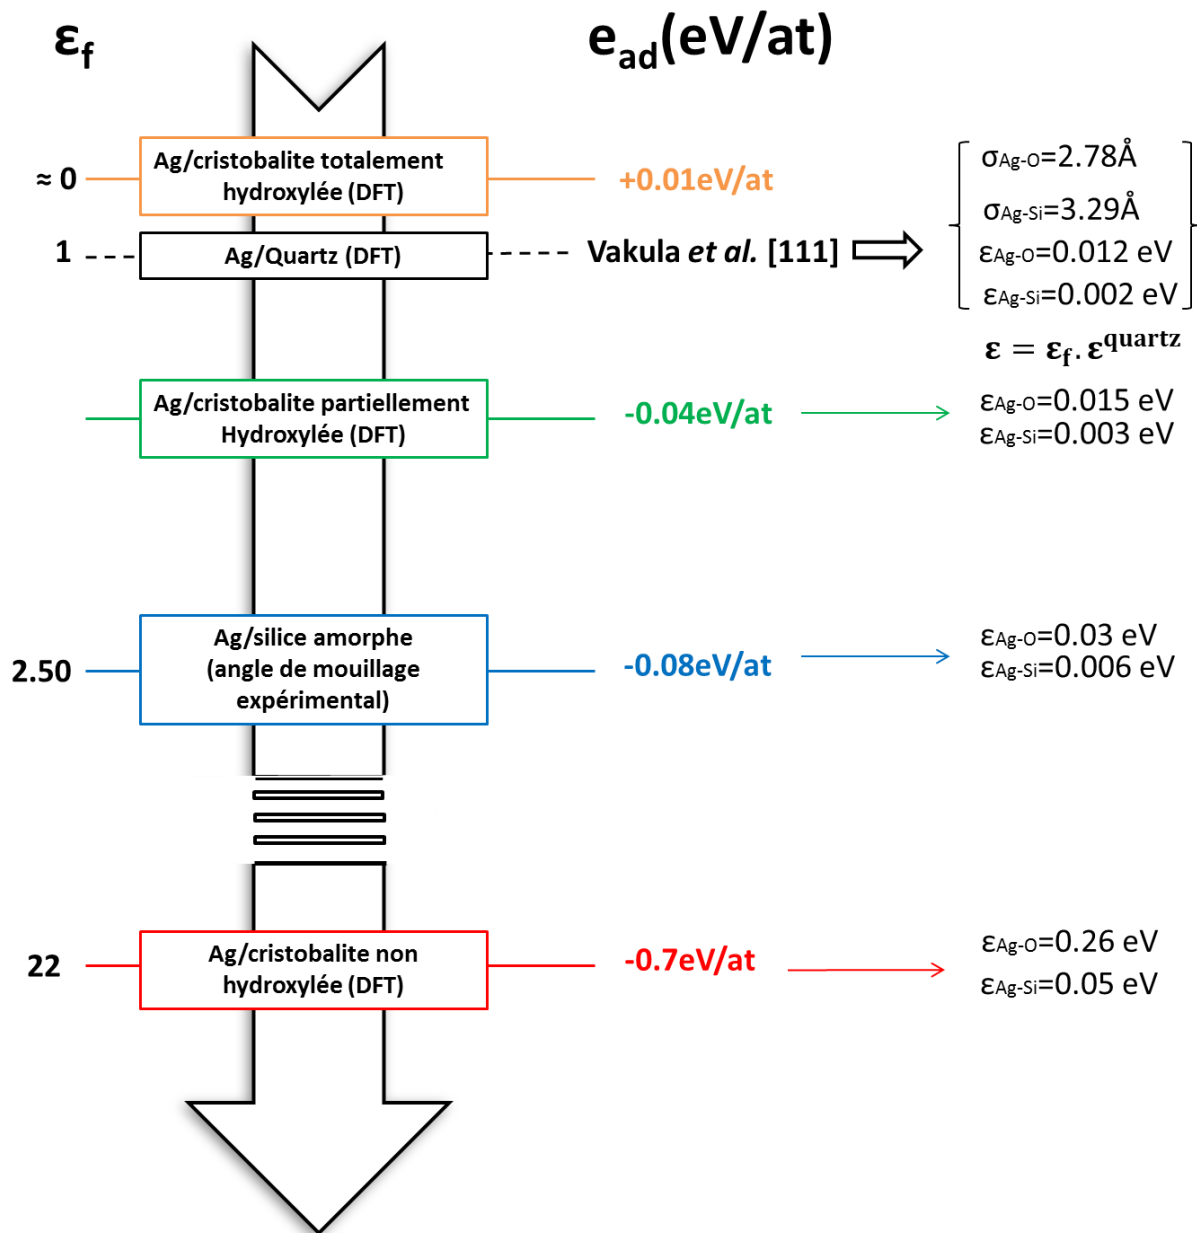 εf
ead(eV/at)
≈ 0
Ag/cristobalite totalement
hydroxylée (DFT)
+0.01eV/at
σAg-O=2.78Å
σAg-Si=3.29Å
εAg-O=0.012 eV
εAg-Si=0.002 eV
1
Ag/Quartz (DFT)
Vakula et al. [111]
ε = εf. ε^quartz
Ag/cristobalite partiellement
Hydroxylée (DFT)
-0.04eV/at
εAg-O=0.015 eV
εAg-Si=0.003 eV
2.50
Ag/silice amorphe
(angle de mouillage
expérimental)
-0.08eV/at
εAg-O=0.03 eV
εAg-Si=0.006 eV
22
Ag/cristobalite non
hydroxylée (DFT)
-0.7eV/at
εAg-O=0.26 eV
εAg-Si=0.05 eV